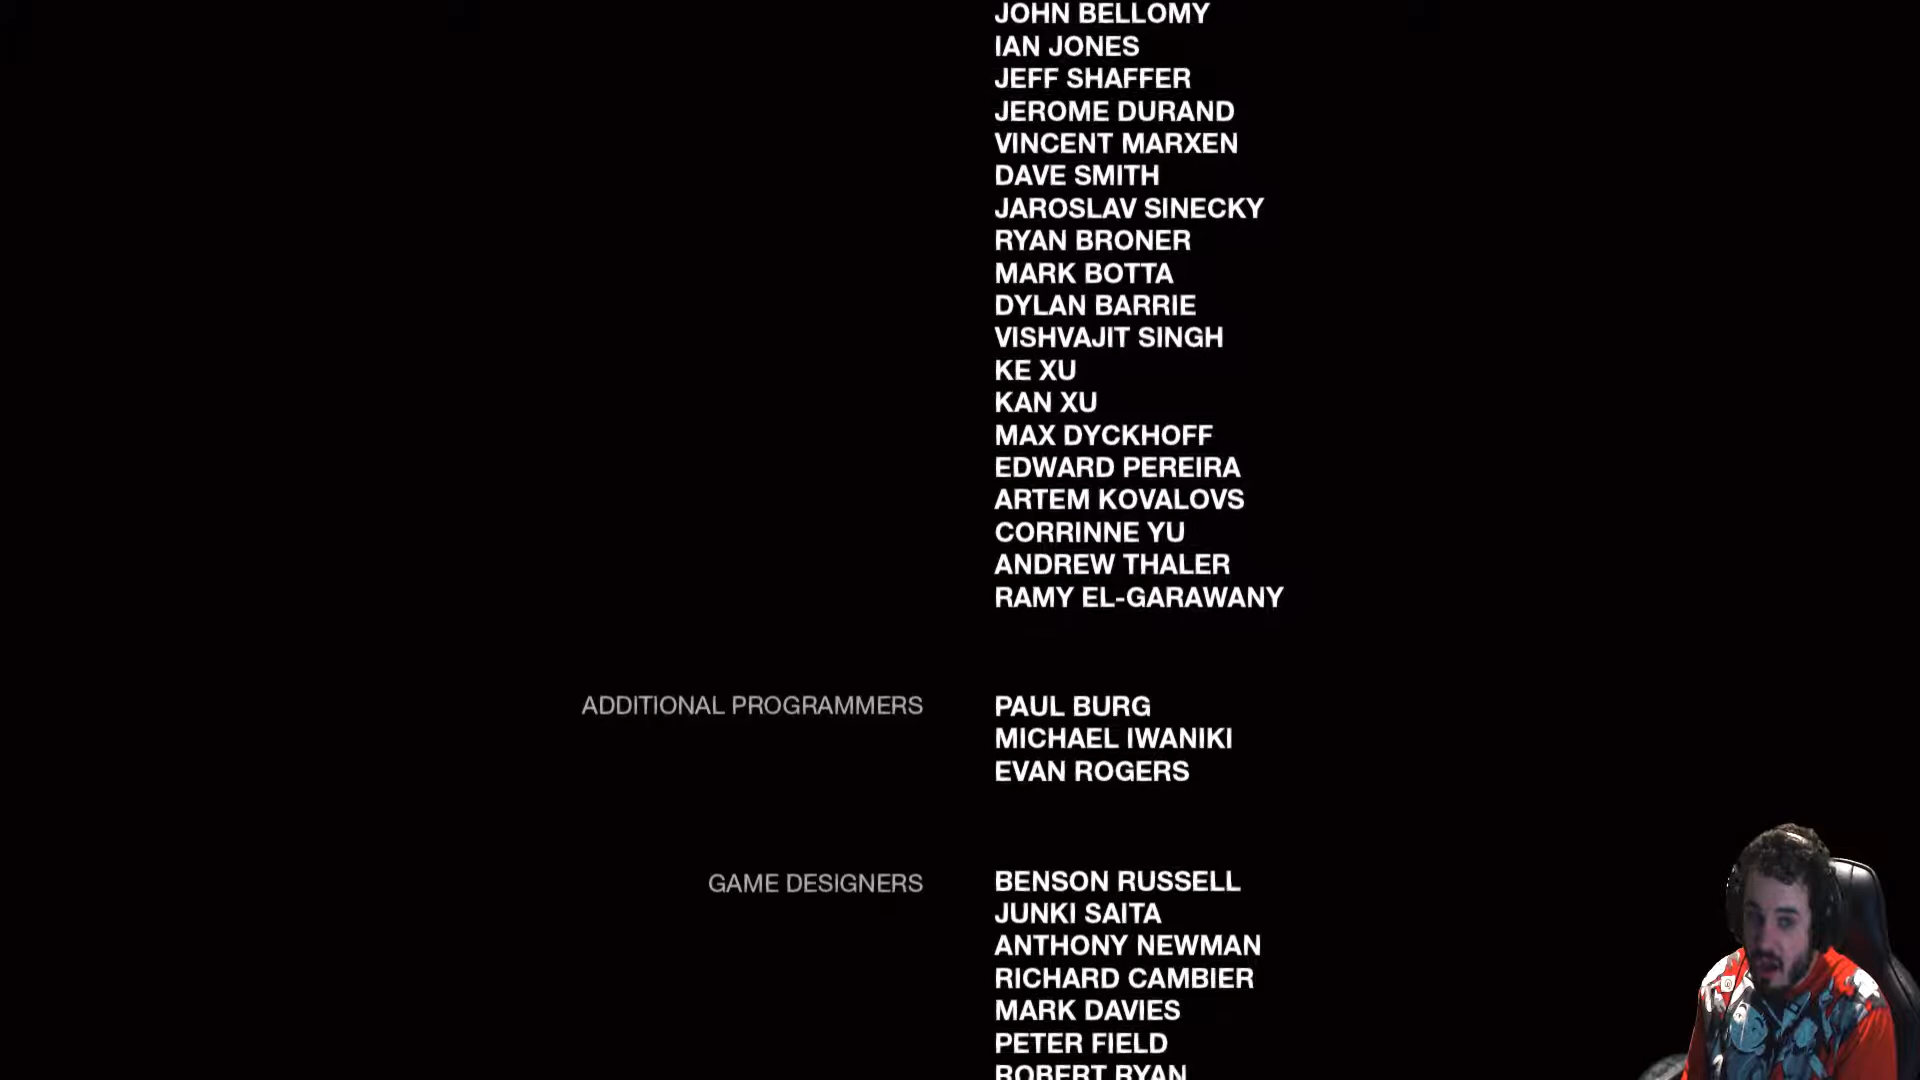 JOHN BELLOMY
IAN JONES
JEFF SHAFFER
JEROME DURAND
VINCENT MARXEN
DAVE SMITH
JAROSLAV SINECKY
RYAN BRONER
MARK BOTTA
DYLAN BARRIE
VISHVAJIT SINGH
KE XU
KAN XU
MAX DYCKHOFF
EDWARD PEREIRA
ARTEM KOVALOVS
CORRINNE YU
ANDREW THALER
RAMY EL-GARAWANY
ADDITIONAL PROGRAMMERS PAUL BURG
MICHAEL IWANIKI
EVAN ROGERS
GAME DESIGNERS BENSON RUSSELL
JUNKI SAITA
ANTHONY NEWMAN
RICHARD CAMBIER
MARK DAVIES
PETER FIELD
ROBERT RYAN